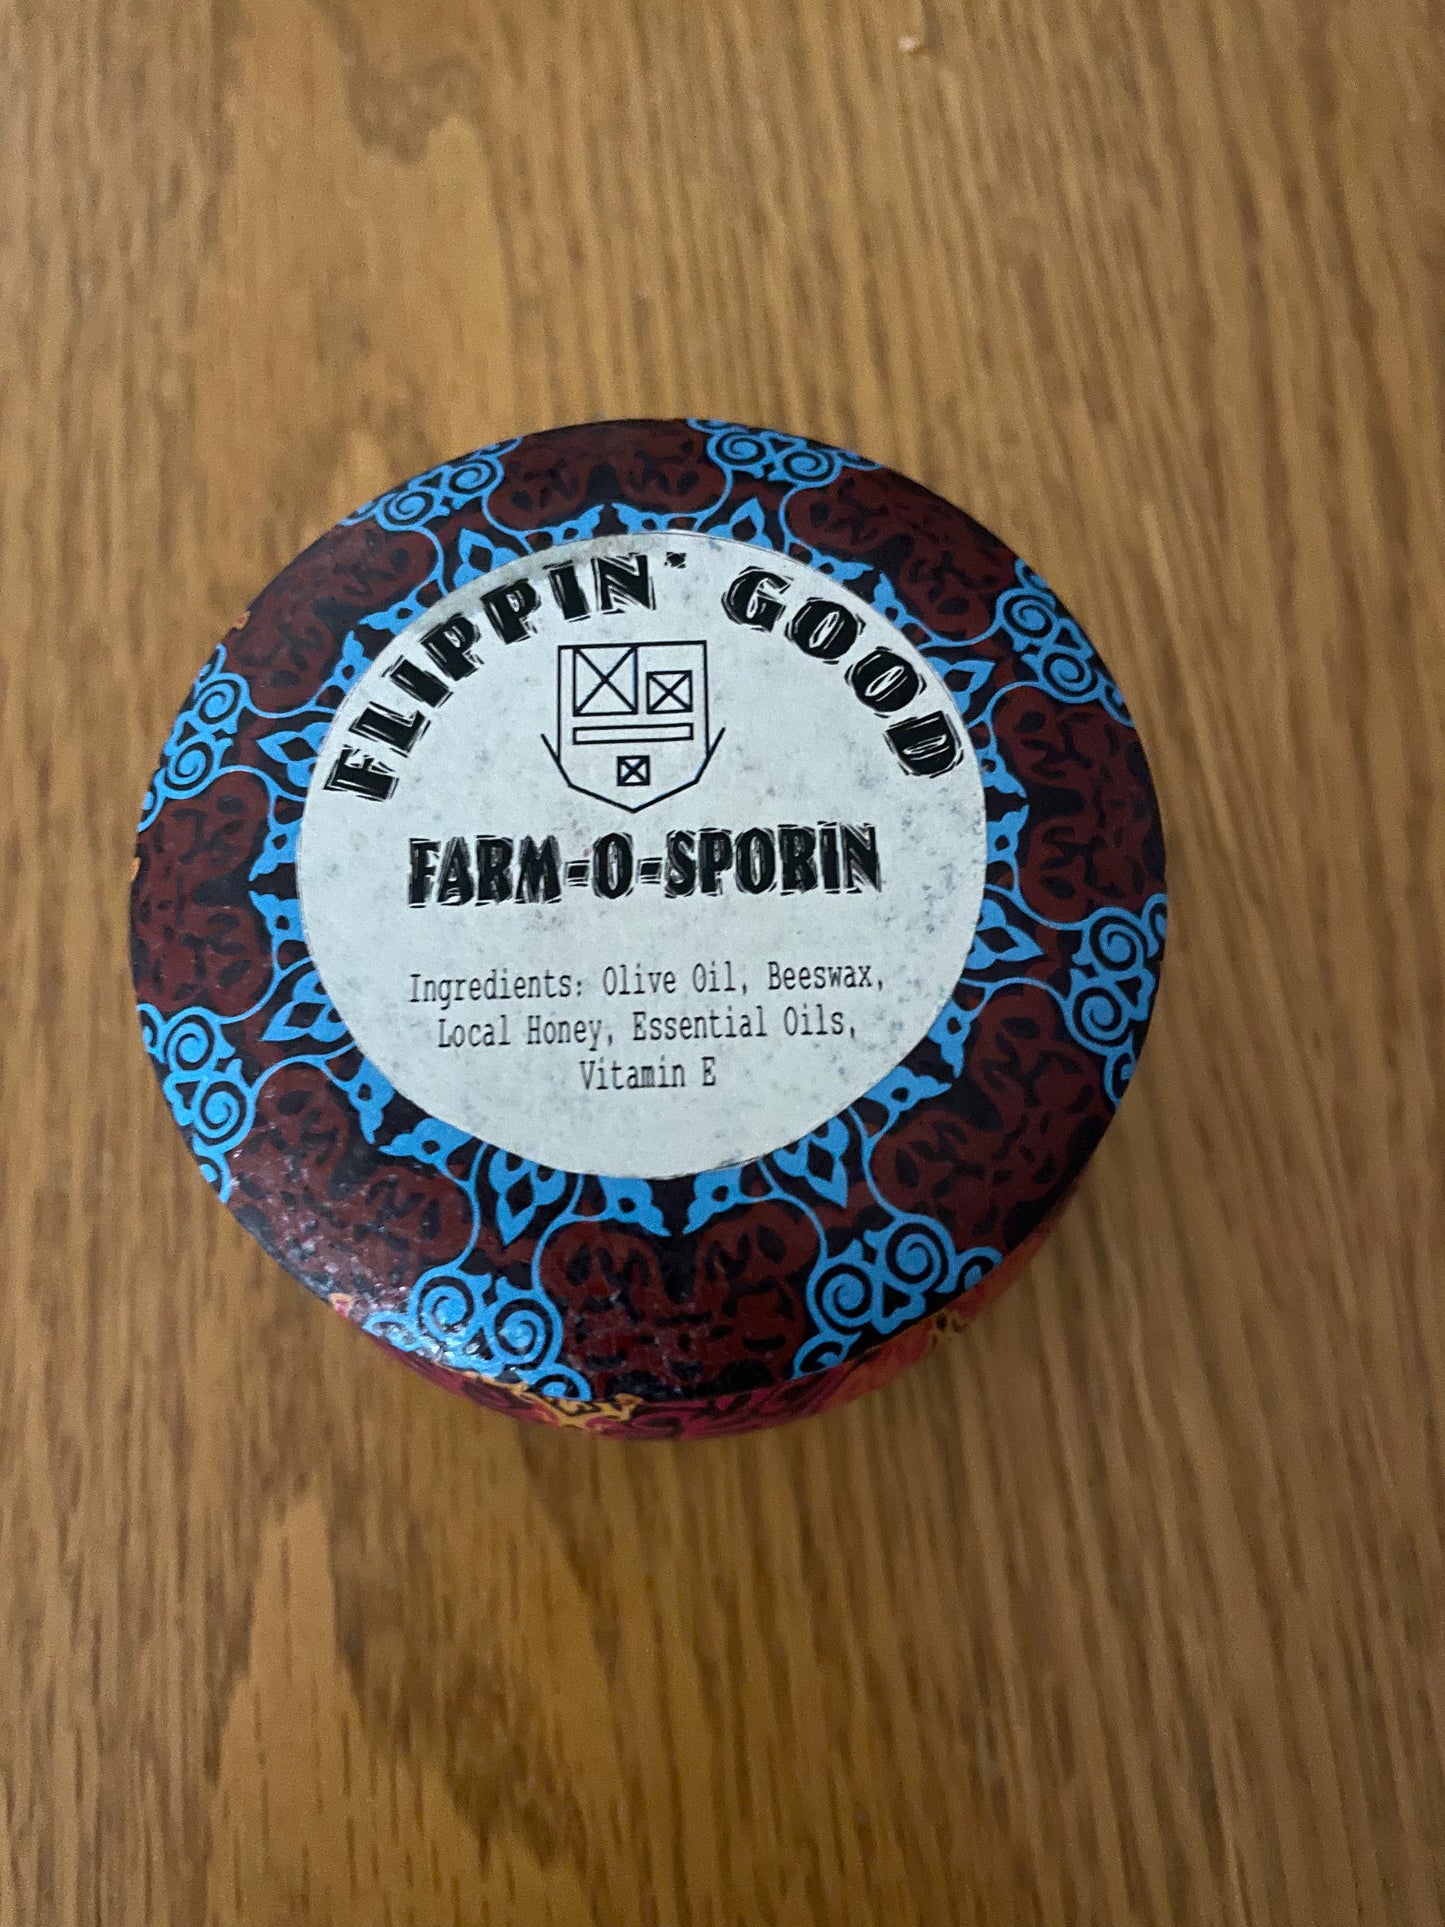 FLIPPIN' GOOD
FARM-O-SPORIN
Ingredients: Olive Oil, Beeswax,
Local Honey, Essential Oils,
Vitamin E